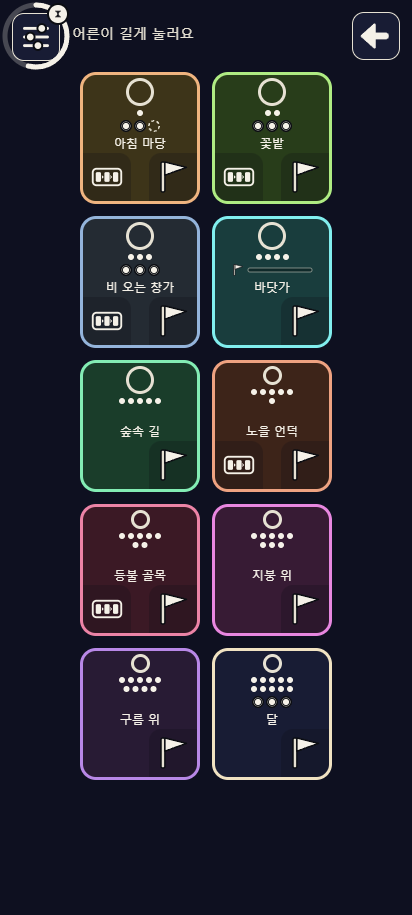 어른이 길게 눌러요
아침 마당
꽃밭
비 오는 창가
바닷가
숲속 길
노을 언덕
등불 골목
지붕 위
구름 위
달